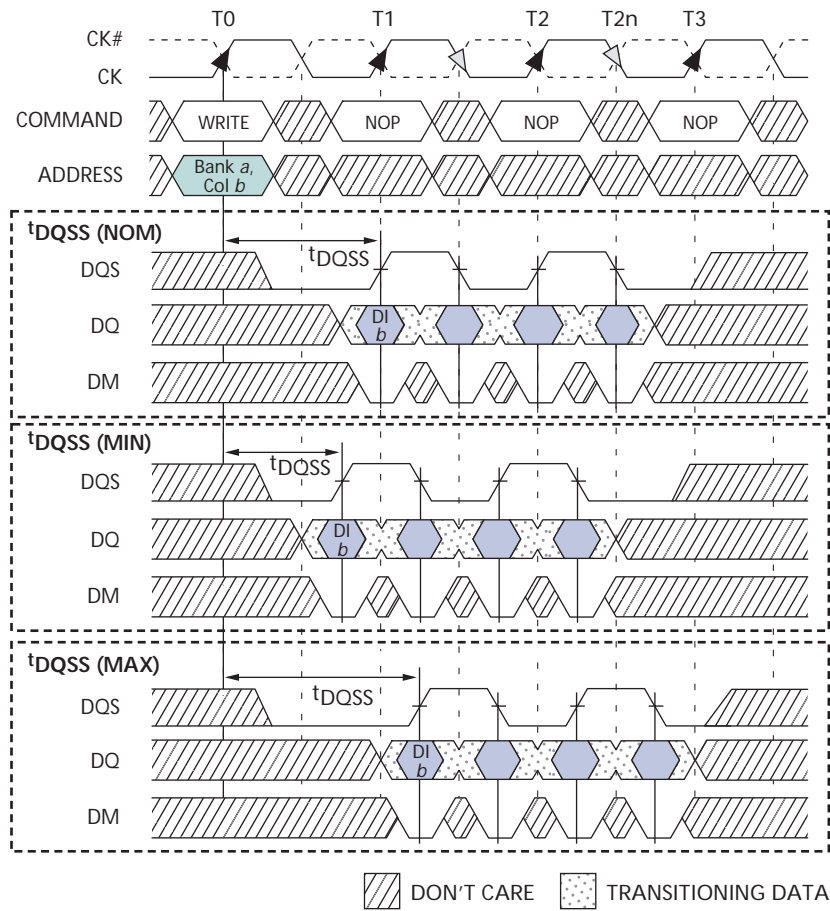 T0 T1 T2 T2n T3
CK#
CK
COMMAND WRITE NOP NOP NOP
ADDRESS Bank a,
Col b
tDQSS (NOM)
tDQSS
DQS
DQ DI
b
DM
tDQSS (MIN)
tDQSS
DQS
DQ DI
b
DM
tDQSS (MAX)
tDQSS
DQS
DQ DI
b
DM
DON'T CARE TRANSITIONING DATA